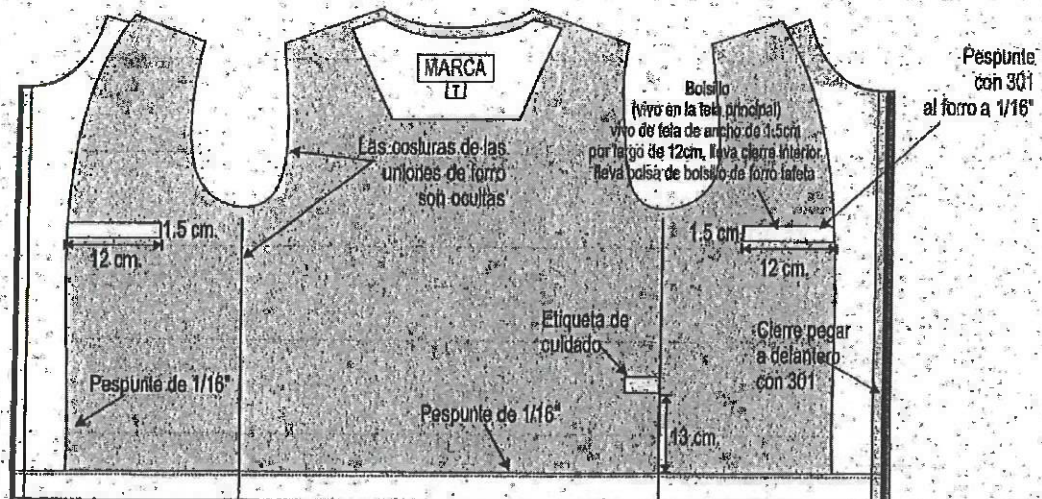 MARCA
T
Pespunte
con 301
al forro a 1/16"
Bolsillo
(vivo en la tela principal)
vivo de tela de ancho de 1.5cm
por largo de 12cm, lleva cierre interior,
lleva bolsa de bolsillo de forro tafeta
Las costuras de las
uniones de forro
son ocultas
1.5 cm.
12 cm.
1.5 cm.
12 cm.
Etiqueta de
cuidado
Cierre pegar
a delantero
con 301
Pespunte de 1/16"
Pespunte de 1/16"
13 cm.